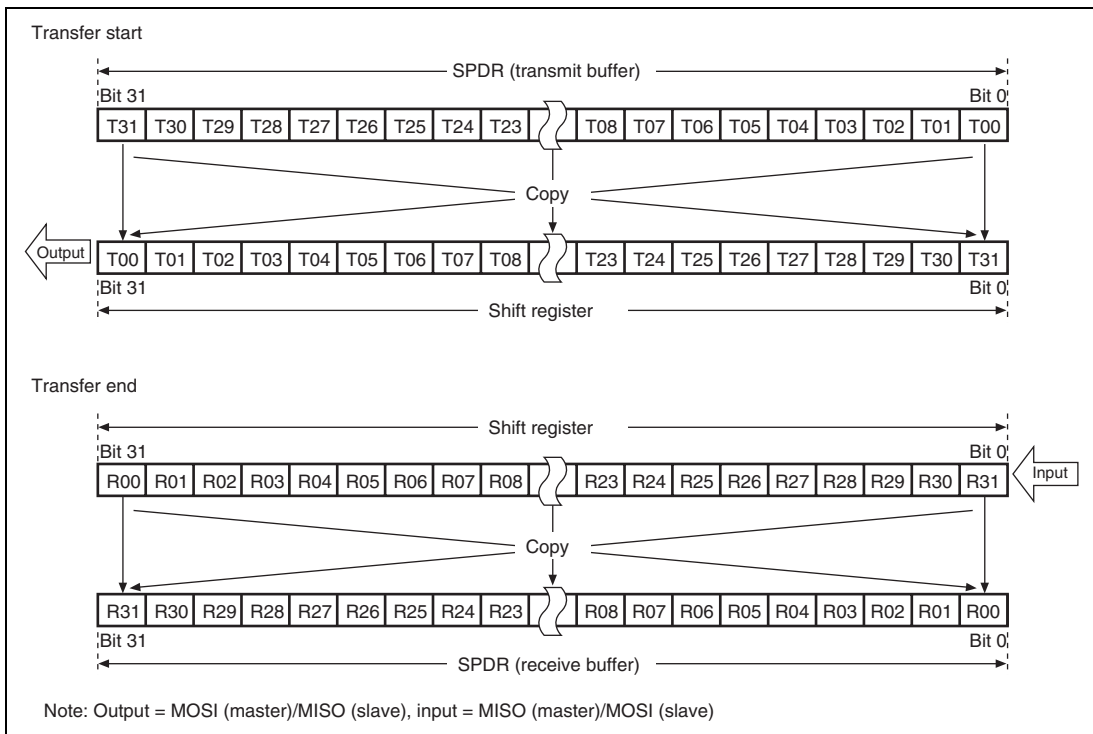 Transfer start
SPDR (transmit buffer)
Bit 31 Bit 0
T31 T30 T29 T28 T27 T26 T25 T24 T23 T08 T07 T06 T05 T04 T03 T02 T01 T00
Copy
Output T00 T01 T02 T03 T04 T05 T06 T07 T08 T23 T24 T25 T26 T27 T28 T29 T30 T31
Bit 31 Bit 0
Shift register
Transfer end
Shift register
Bit 31 Bit 0
R00 R01 R02 R03 R04 R05 R06 R07 R08 R23 R24 R25 R26 R27 R28 R29 R30 R31 Input
Copy
R31 R30 R29 R28 R27 R26 R25 R24 R23 R08 R07 R06 R05 R04 R03 R02 R01 R00
Bit 31 Bit 0
SPDR (receive buffer)
Note: Output = MOSI (master)/MISO (slave), input = MISO (master)/MOSI (slave)